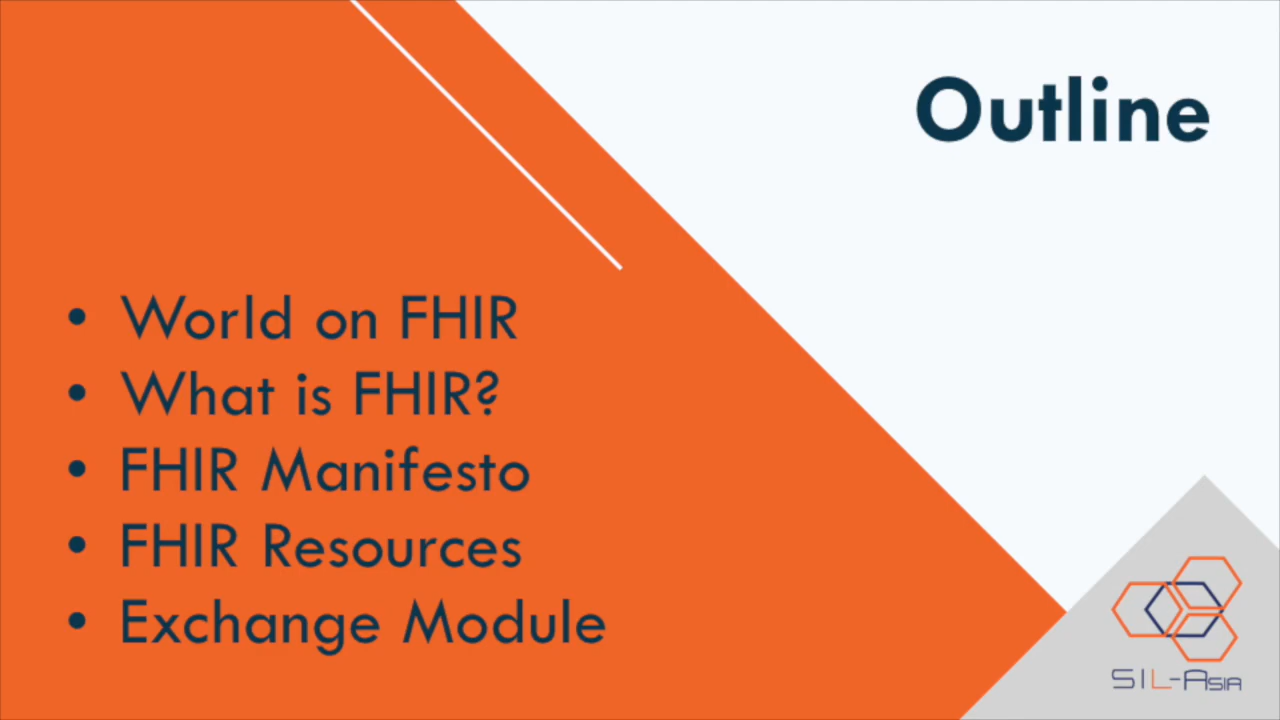 Outline
• World on FHIR
• What is FHIR?
• FHIR Manifesto
• FHIR Resources
• Exchange Module
SIL-Asia